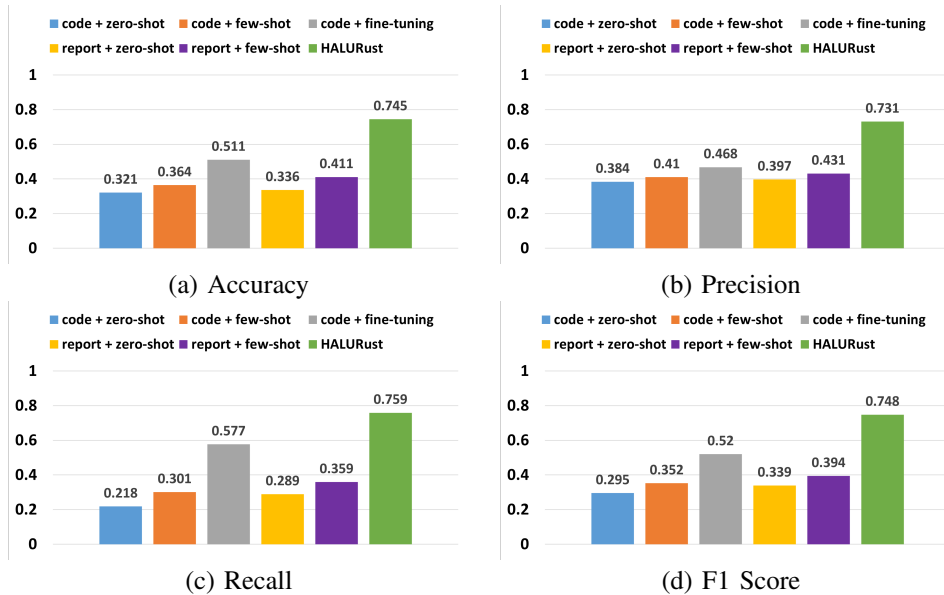 code + zero-shot code + few-shot code + fine-tuning
report + zero-shot report + few-shot HALURust
1
0.8
0.6
0.4
0.2
0
0.321 0.364 0.511 0.336 0.411 0.745
(a) Accuracy
code + zero-shot code + few-shot code + fine-tuning
report + zero-shot report + few-shot HALURust
1
0.8
0.6
0.4
0.2
0
0.384 0.41 0.468 0.397 0.431 0.731
(b) Precision
code + zero-shot code + few-shot code + fine-tuning
report + zero-shot report + few-shot HALURust
1
0.8
0.6
0.4
0.2
0
0.218 0.301 0.577 0.289 0.359 0.759
(c) Recall
code + zero-shot code + few-shot code + fine-tuning
report + zero-shot report + few-shot HALURust
1
0.8
0.6
0.4
0.2
0
0.295 0.352 0.52 0.339 0.394 0.748
(d) F1 Score